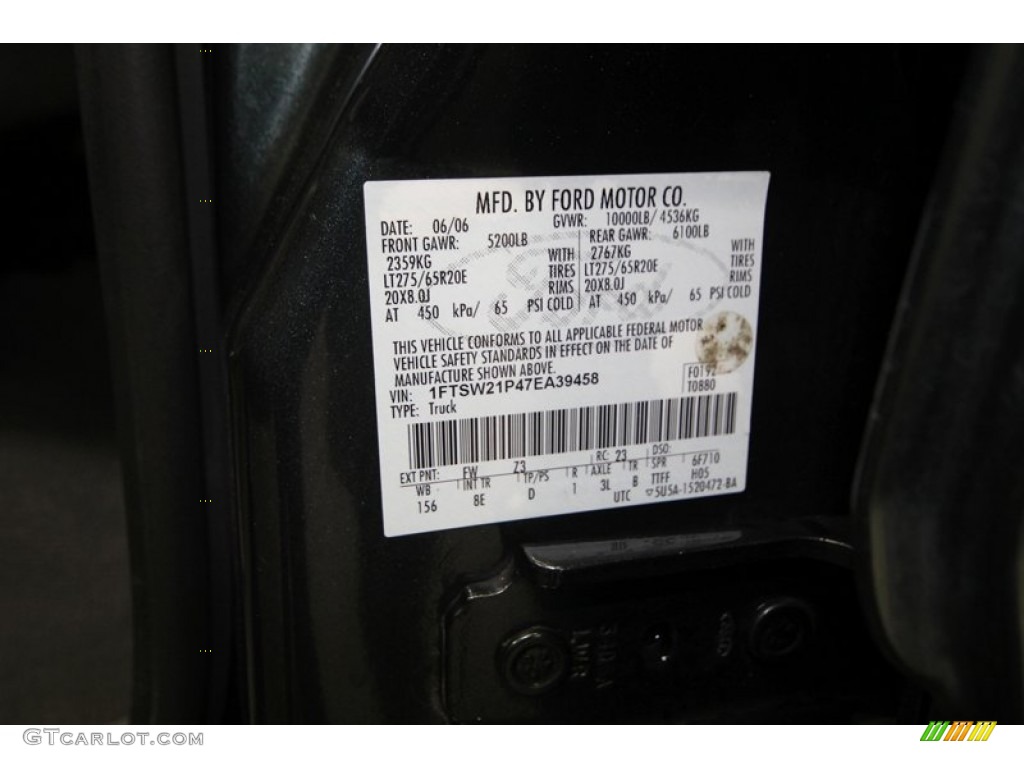 MFD. BY FORD MOTOR CO.
DATE: 06/06 GVWR: 10000LB/ 4536KG
FRONT GAWR: 5200LB REAR GAWR: 6100LB
2359KG WITH 2767KG WITH
LT275/65R20E TIRES LT275/65R20E TIRES
20X8.0J RIMS 20X8.0J RIMS
AT 450 kPa/ 65 PSI COLD AT 450 kPa/ 65 PSI COLD
THIS VEHICLE CONFORMS TO ALL APPLICABLE FEDERAL MOTOR
VEHICLE SAFETY STANDARDS IN EFFECT ON THE DATE OF
MANUFACTURE SHOWN ABOVE.
VIN: 1FTSW21P47EA39458 F0192
TYPE: Truck T0880
EXT PNT: FW Z3 RC: 23 DSO:
WB INT TR TP/PS R AXLE TR SPR 6F710
156 8E D 1 3L B TTFF H05
UTC ▽5U5A-1520472-BA
Ford
GTCARLOT.COM